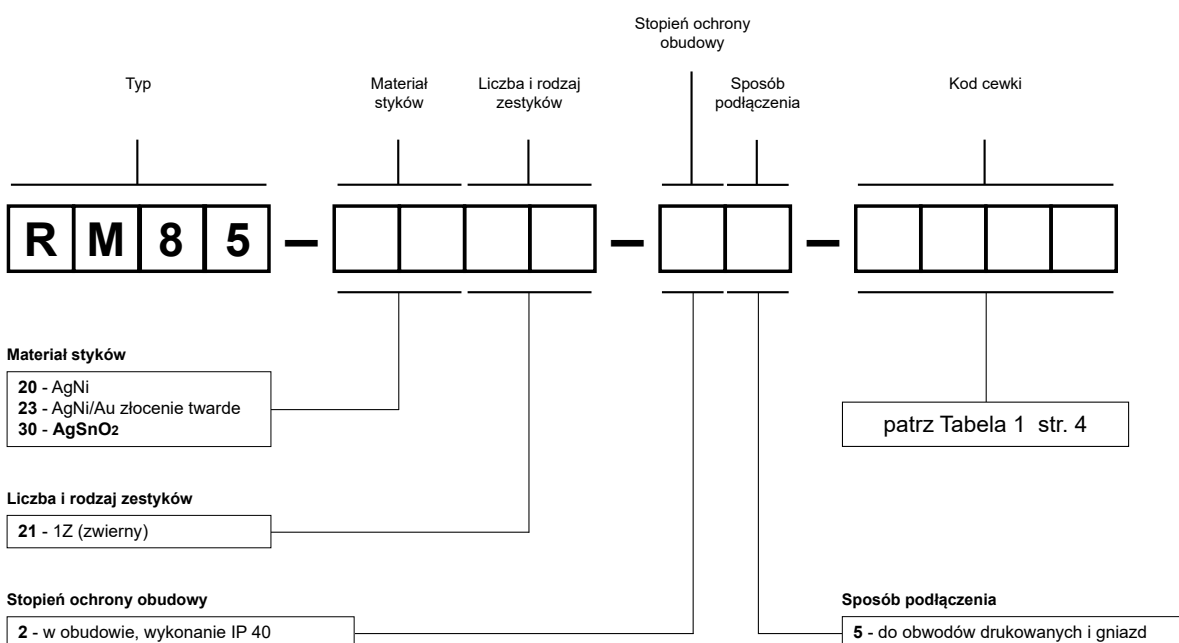 Stopień ochrony
obudowy
Typ
Materiał
styków
Liczba i rodzaj
zestyków
Sposób
podłączenia
Kod cewki
R M 8 5 – –  –
Materiał styków
20 - AgNi
23 - AgNi/Au złocenie twarde
30 - AgSnO2
patrz Tabela 1 str. 4
Liczba i rodzaj zestyków
21 - 1Z (zwierny)
Stopień ochrony obudowy
2 - w obudowie, wykonanie IP 40
Sposób podłączenia
5 - do obwodów drukowanych i gniazd